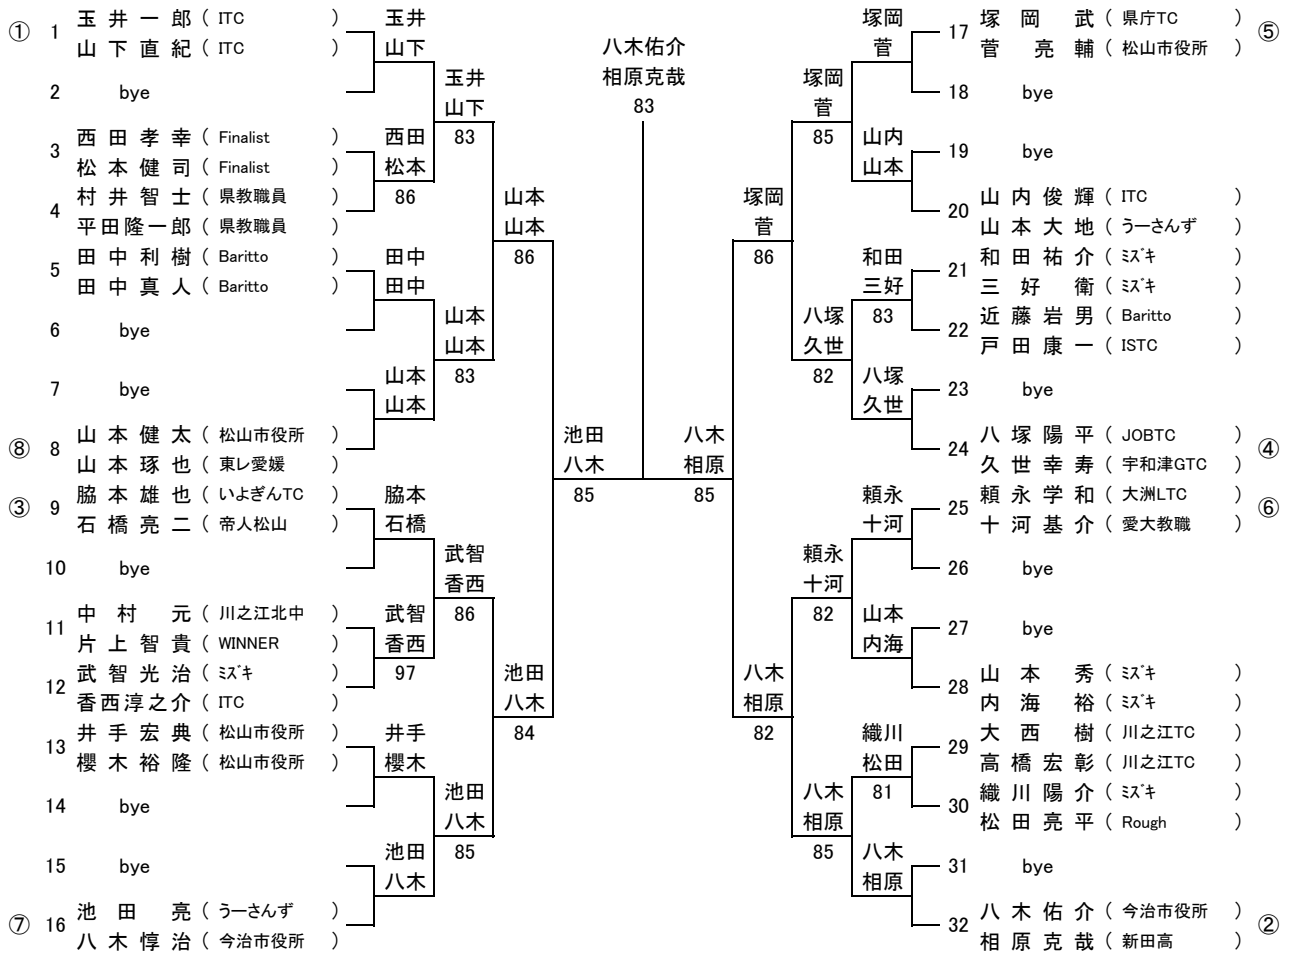 ① 1 玉井一郎 ( ITC )
山下直紀 ( ITC )
2 bye
3 西田孝幸 ( Finalist )
松本健司 ( Finalist )
4 村井智士 ( 県教職員 )
平田隆一郎 ( 県教職員 )
5 田中利樹 ( Baritto )
田中真人 ( Baritto )
6 bye
7 bye
⑧ 8 山本健太 ( 松山市役所 )
山本琢也 ( 東レ愛媛 )
③ 9 脇本雄也 ( いよぎんTC )
石橋亮二 ( 帝人松山 )
10 bye
11 中村元 ( 川之江北中 )
片上智貴 ( WINNER )
12 武智光治 ( ミズキ )
香西淳之介 ( ITC )
13 井手宏典 ( 松山市役所 )
櫻木裕隆 ( 松山市役所 )
14 bye
15 bye
⑦ 16 池田亮 ( うーさんず )
八木惇治 ( 今治市役所 )
玉井
山下
西田
松本
86
田中
田中
山本
山本
脇本
石橋
武智
香西
97
井手
櫻木
池田
八木
玉井
山下
83
山本
山本
83
武智
香西
86
池田
八木
85
山本
山本
86
池田
八木
84
池田
八木
85
八木佑介
相原克哉
83
八木
相原
85
塚岡
菅
86
八木
相原
82
塚岡
菅
85
八塚
久世
82
頼永
十河
82
八木
相原
85
塚岡
菅
山内
山本
和田
三好
83
八塚
久世
頼永
十河
山本
内海
織川
松田
81
八木
相原
17 塚岡武 ( 県庁TC ) ⑤
菅亮輔 ( 松山市役所 )
18 bye
19 bye
20 山内俊輝 ( ITC )
山本大地 ( うーさんず )
21 和田祐介 ( ミズキ )
三好衛 ( ミズキ )
22 近藤岩男 ( Baritto )
戸田康一 ( ISTC )
23 bye
24 八塚陽平 ( JOBTC ) ④
久世幸寿 ( 宇和津GTC )
25 頼永学和 ( 大洲LTC ) ⑥
十河基介 ( 愛大教職 )
26 bye
27 bye
28 山本秀 ( ミズキ )
内海裕 ( ミズキ )
29 大西樹 ( 川之江TC )
高橋宏彰 ( 川之江TC )
30 織川陽介 ( ミズキ )
松田亮平 ( Rough )
31 bye
32 八木佑介 ( 今治市役所 ) ②
相原克哉 ( 新田高 )